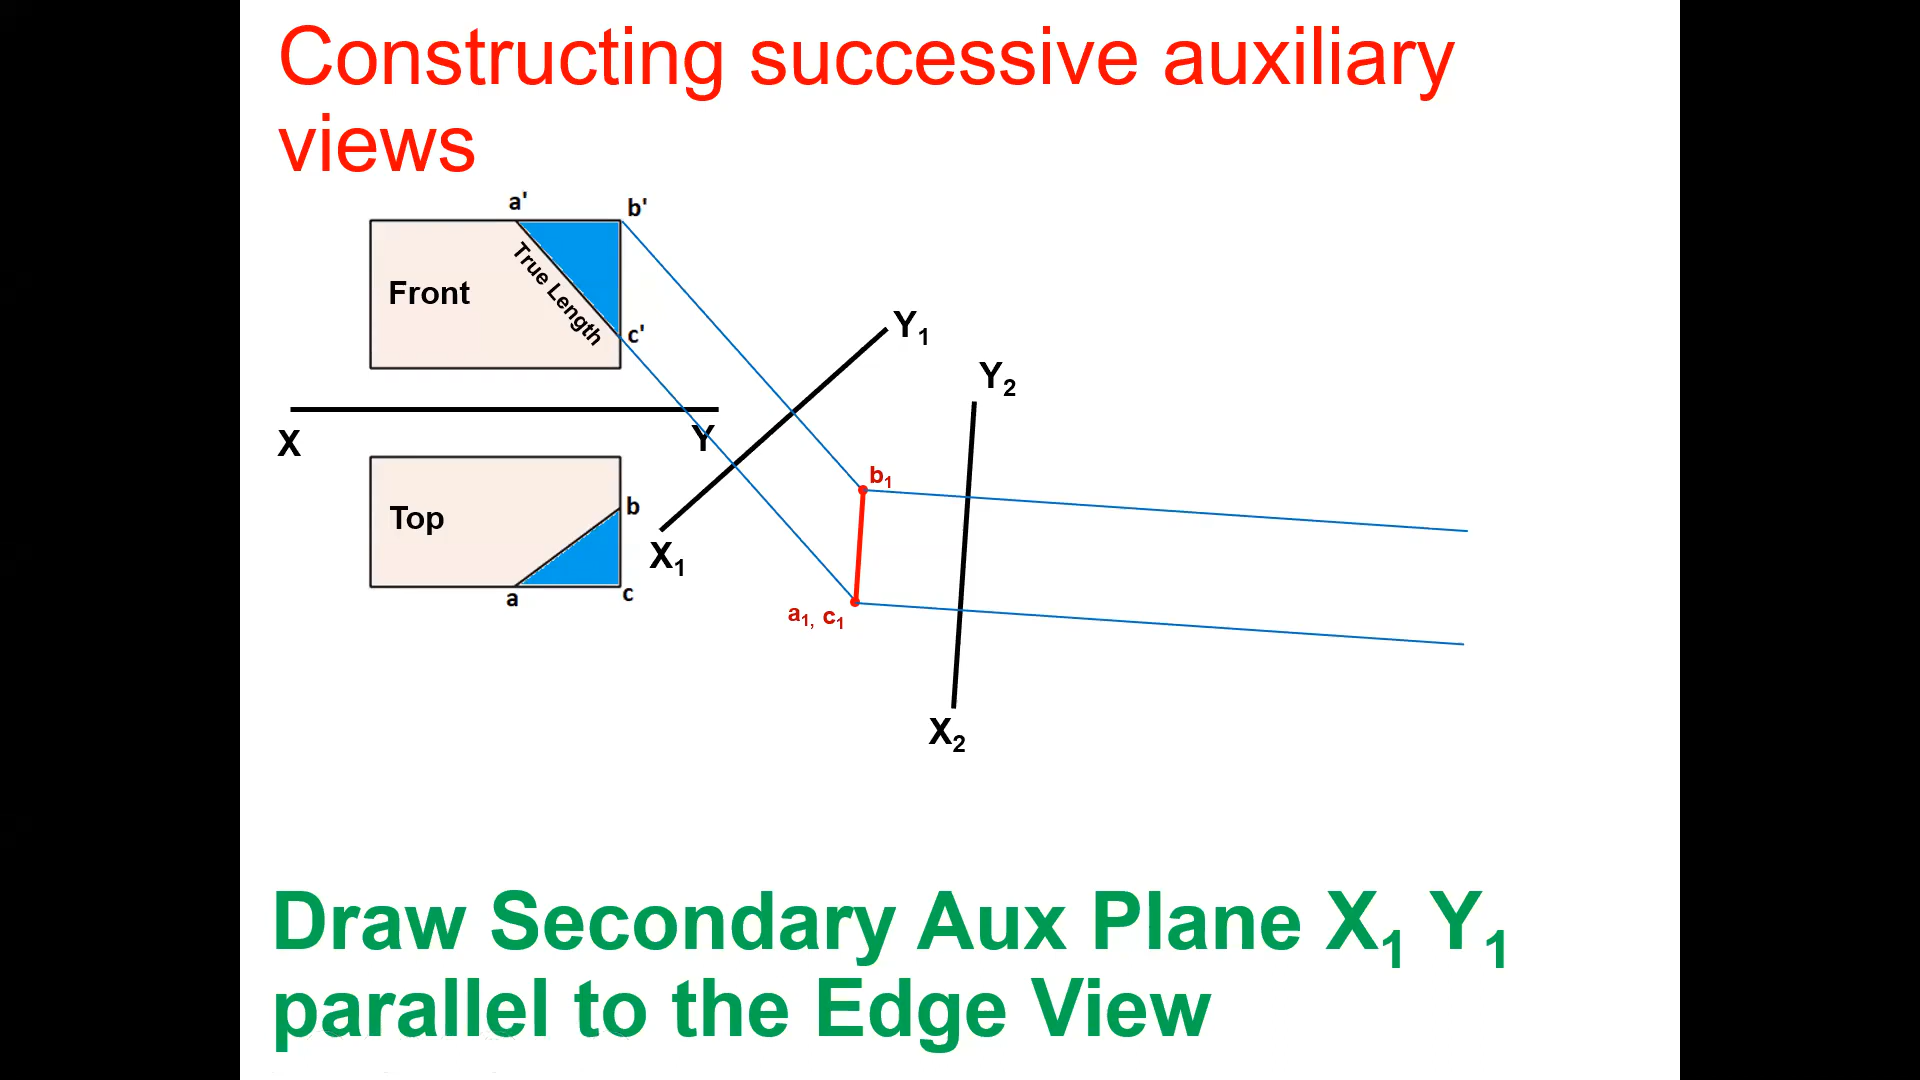 Constructing successive auxiliary
views
a'
b'
True Length
Front
c'
Y₁
Y₂
X
Y
b₁
b
Top
X₁
a
c
a₁, c₁
X₂
Draw Secondary Aux Plane X₁ Y₁
parallel to the Edge View